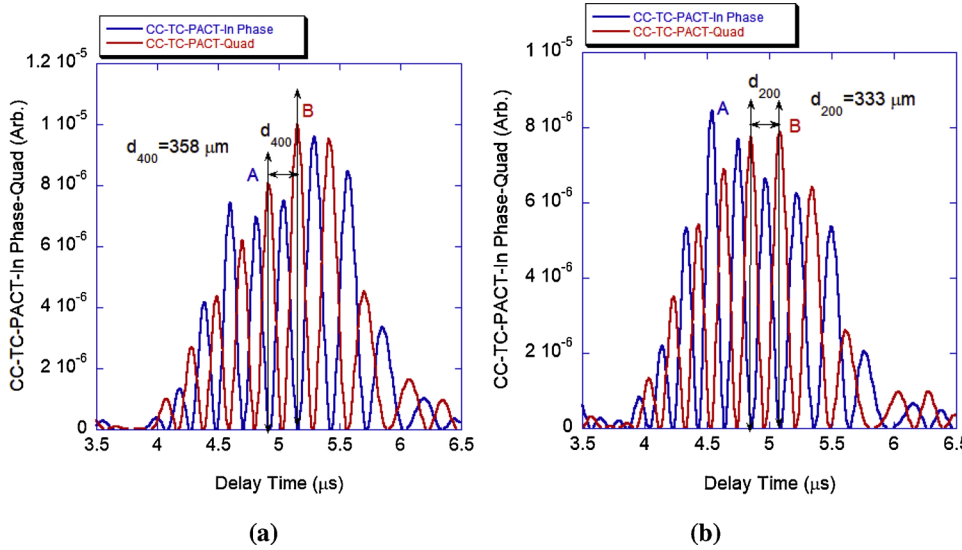 CC-TC-PACT-In Phase
CC-TC-PACT-Quad
1.2 10⁻⁵
1 10⁻⁵
8 10⁻⁶
6 10⁻⁶
4 10⁻⁶
2 10⁻⁶
0
3.5 4 4.5 5 5.5 6 6.5
CC-TC-PACT-In Phase-Quad (Arb.)
Delay Time (μs)
d₄₀₀=358 μm
d₄₀₀
A
B
(a)
CC-TC-PACT-In Phase
CC-TC-PACT-Quad
1 10⁻⁵
8 10⁻⁶
6 10⁻⁶
4 10⁻⁶
2 10⁻⁶
0
3.5 4 4.5 5 5.5 6 6.5
CC-TC-PACT-In Phase-Quad (Arb.)
Delay Time (μs)
d₂₀₀
d₂₀₀=333 μm
A
B
(b)